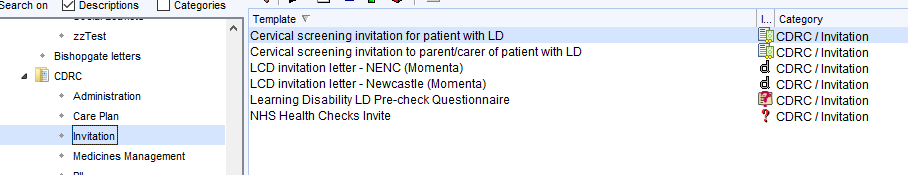 Search on Descriptions Categories
zzTest
Bishopgate letters
CDRC
Administration
Care Plan
Invitation
Medicines Management
Template I... Category
Cervical screening invitation for patient with LD CDRC / Invitation
Cervical screening invitation to parent/carer of patient with LD CDRC / Invitation
LCD invitation letter - NENC (Momenta) d CDRC / Invitation
LCD invitation letter - Newcastle (Momenta) d CDRC / Invitation
Learning Disability LD Pre-check Questionnaire ? CDRC / Invitation
NHS Health Checks Invite ? CDRC / Invitation